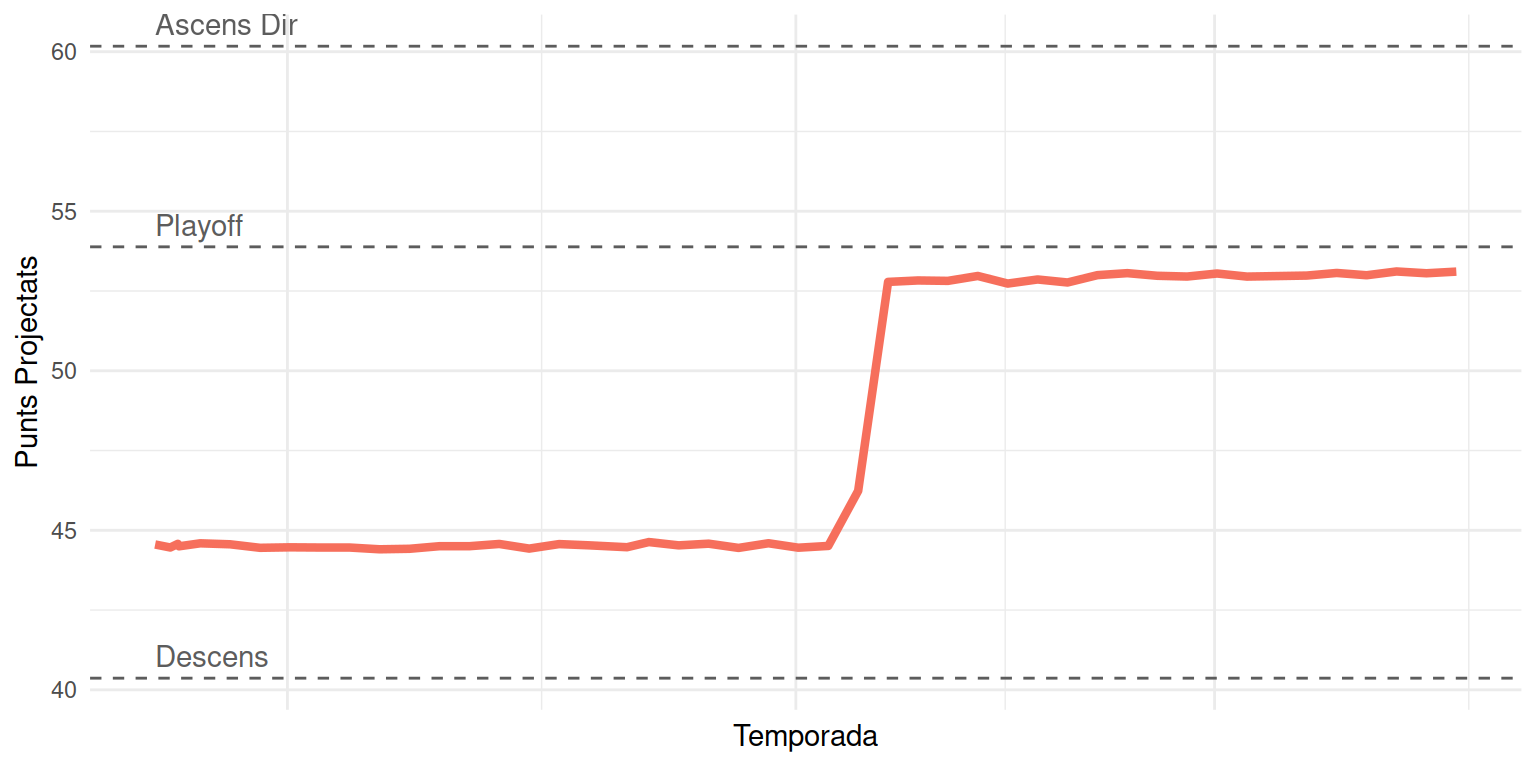 Ascens Dir
60
55
Playoff
50
45
Descens
40
Punts Projectats
Temporada